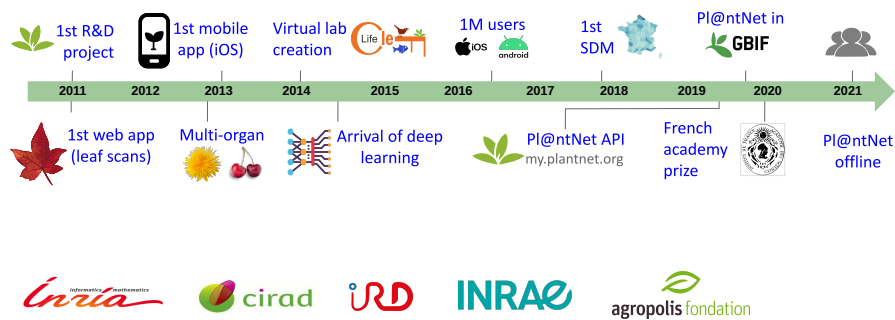 1st R&D
project
1st mobile
app (iOS)
Virtual lab
creation
Life
Cle
1M users
iOS
android
1st
SDM
Pl@ntNet in
GBIF
2011
2012
2013
2014
2015
2016
2017
2018
2019
2020
2021
1st web app
(leaf scans)
Multi-organ
Arrival of deep
learning
Pl@ntNet API
my.plantnet.org
French
academy
prize
Pl@ntNet
offline
informatics mathematics
Inria
cirad
iRD
INRAE
agropolis fondation